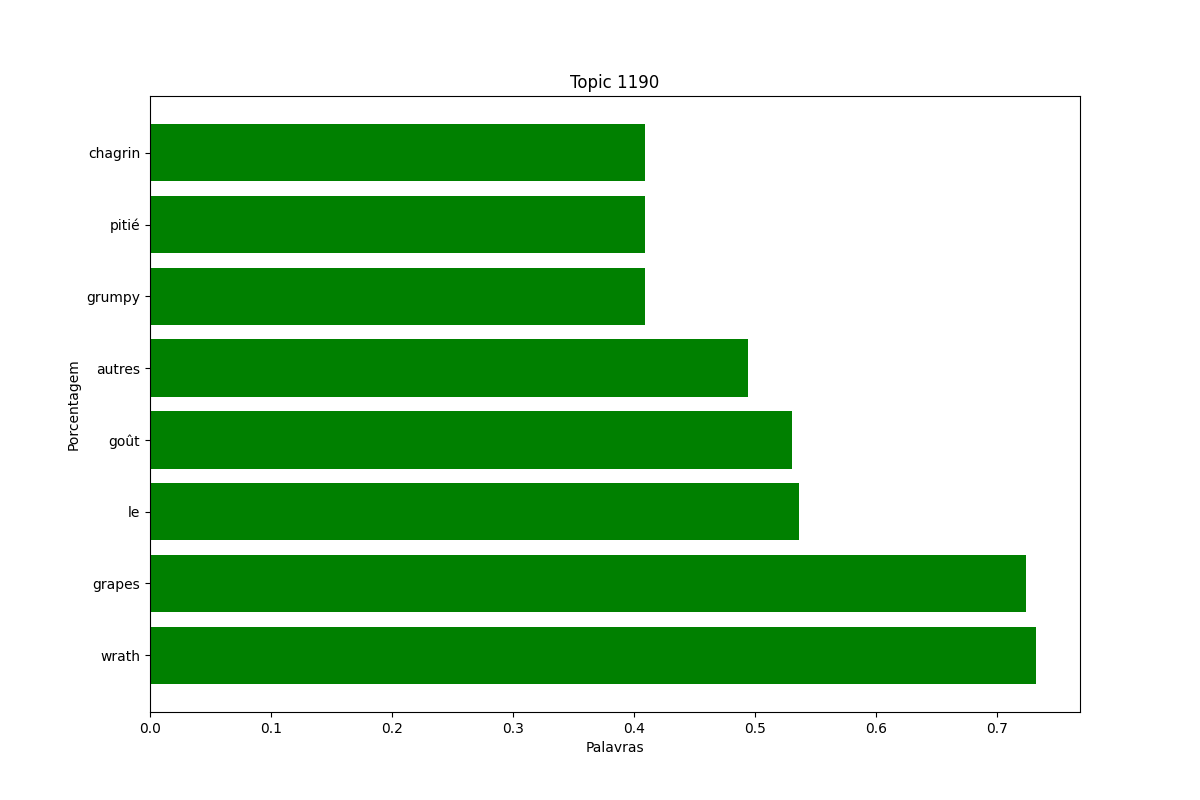 Topic 1190
chagrin
pitié
grumpy
autres
goût
le
grapes
wrath
Porcentagem
0.0 0.1 0.2 0.3 0.4 0.5 0.6 0.7
Palavras